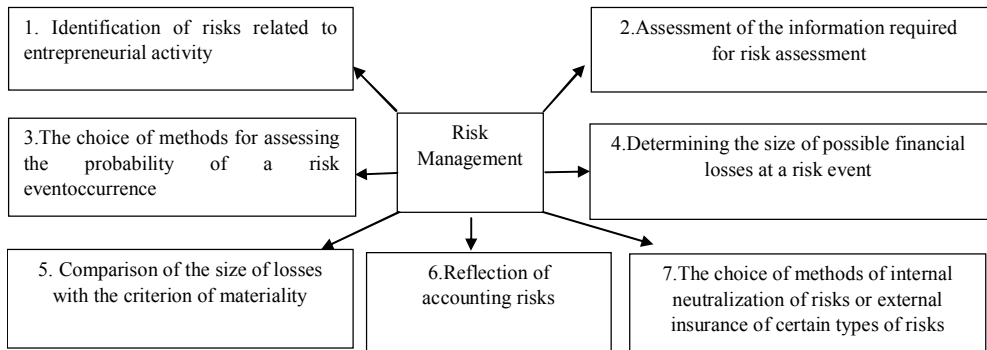 1. Identification of risks related to
entrepreneurial activity
2.Assessment of the information required
for risk assessment
Risk
Management
3.The choice of methods for assessing
the probability of a risk
eventoccurrence
4.Determining the size of possible financial
losses at a risk event
5. Comparison of the size of losses
with the criterion of materiality
6.Reflection of
accounting risks
7.The choice of methods of internal
neutralization of risks or external
insurance of certain types of risks